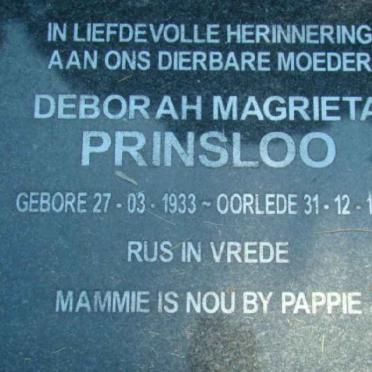 IN LIEFDEVOLLE HERINNERING
AAN ONS DIERBARE MOEDER
DEBORAH MAGRIETA
PRINSLOO
GEBORE 27 - 03 - 1933 ~ OORLEDE 31 - 12 -
RUS IN VREDE
MAMMIE IS NOU BY PAPPIE